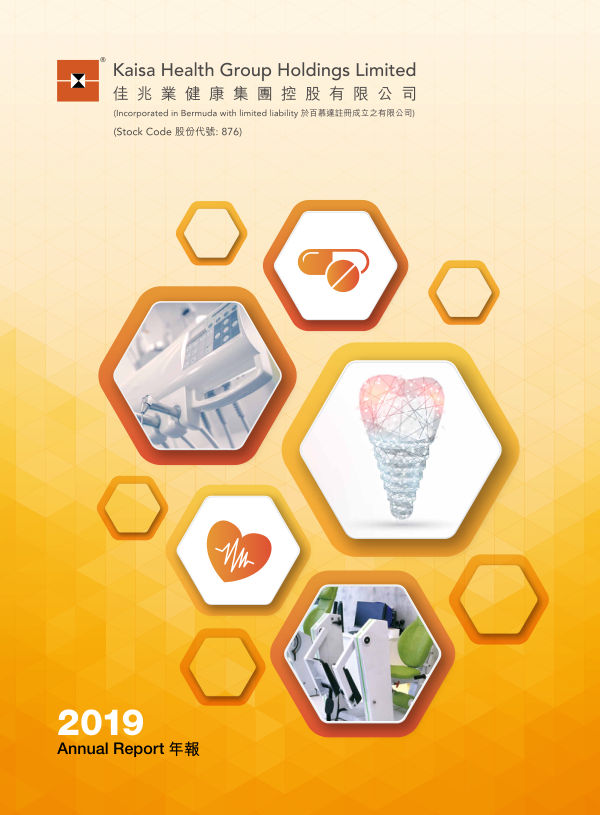 ®
Kaisa Health Group Holdings Limited
佳兆業健康集團控股有限公司
(Incorporated in Bermuda with limited liability 於百慕達註冊成立之有限公司)
(Stock Code 股份代號: 876)
2019
Annual Report 年報